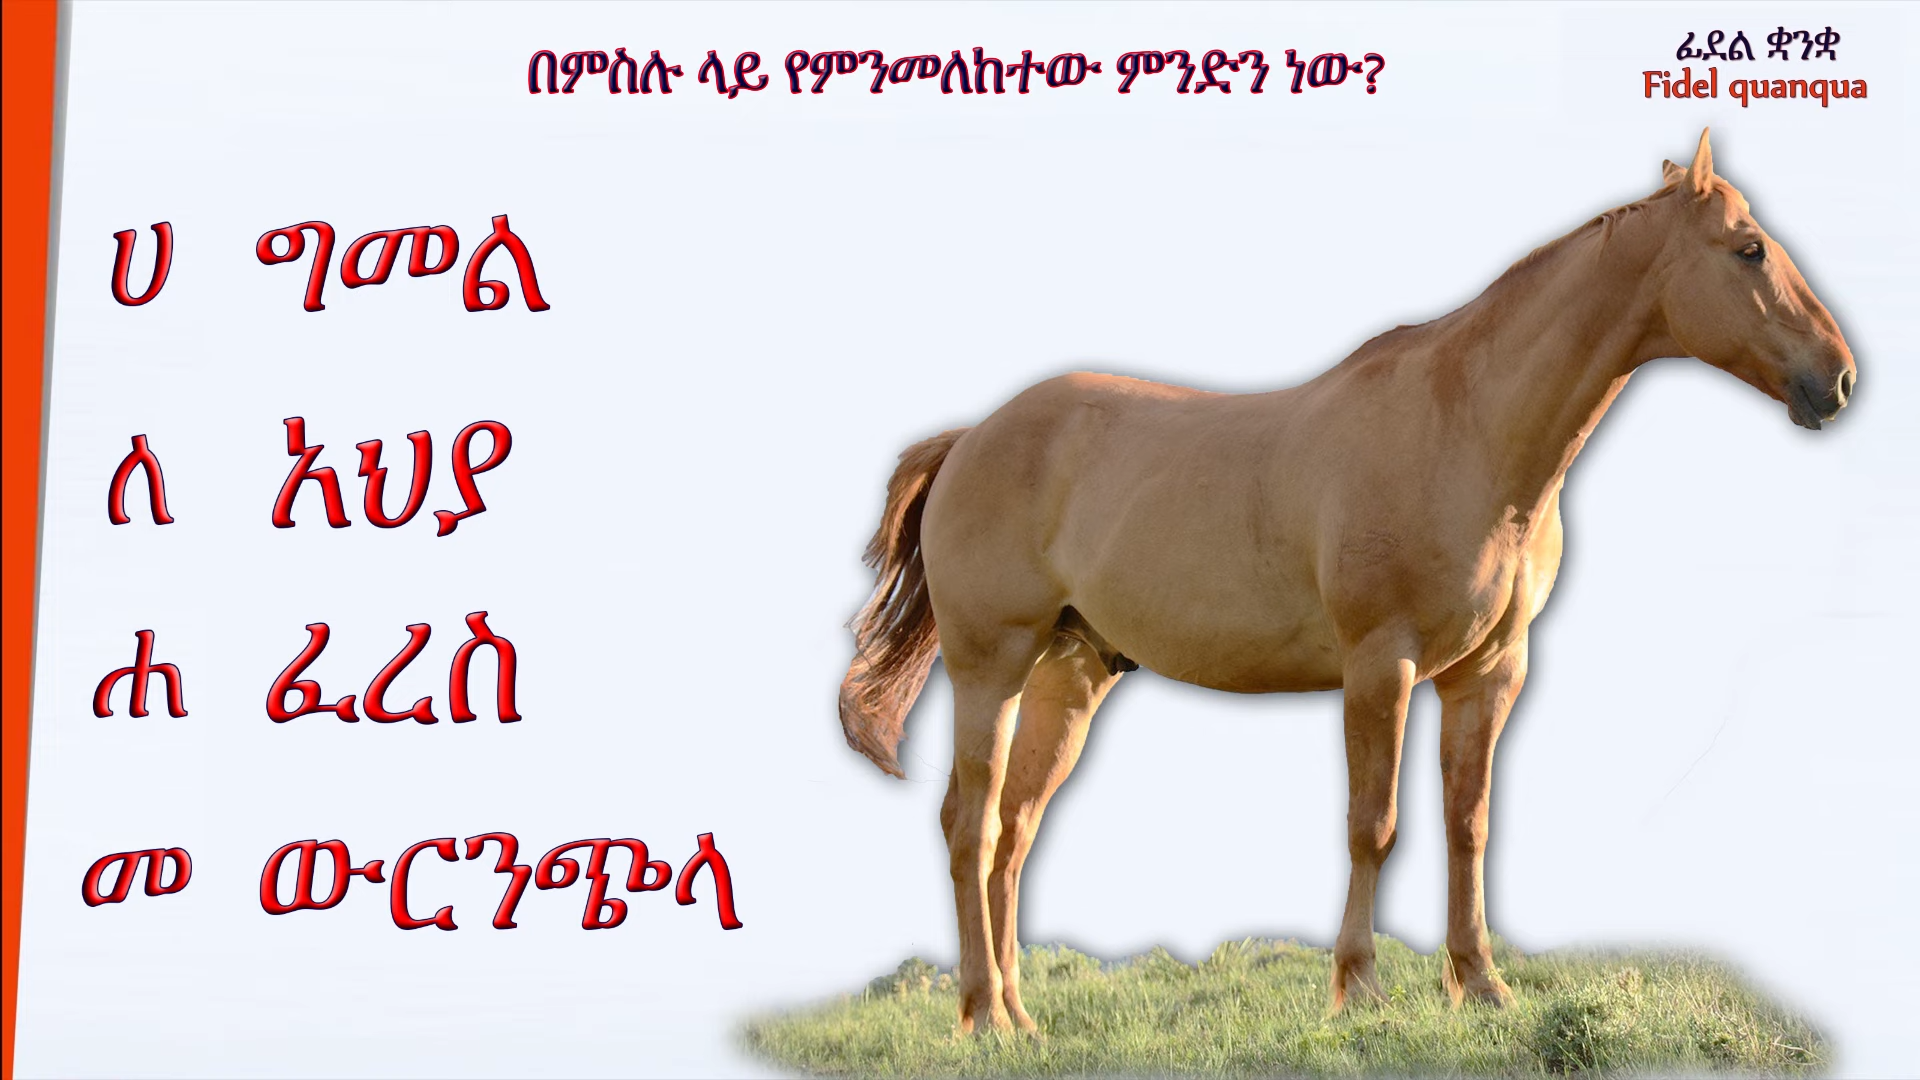 በምስሉ ላይ የምንመለከተው ምንድን ነው?
ፊደል ቋንቋ
Fidel quanqua
ሀ ግመል
ለ አህያ
ሐ ፈረስ
መ ውርንጭላ